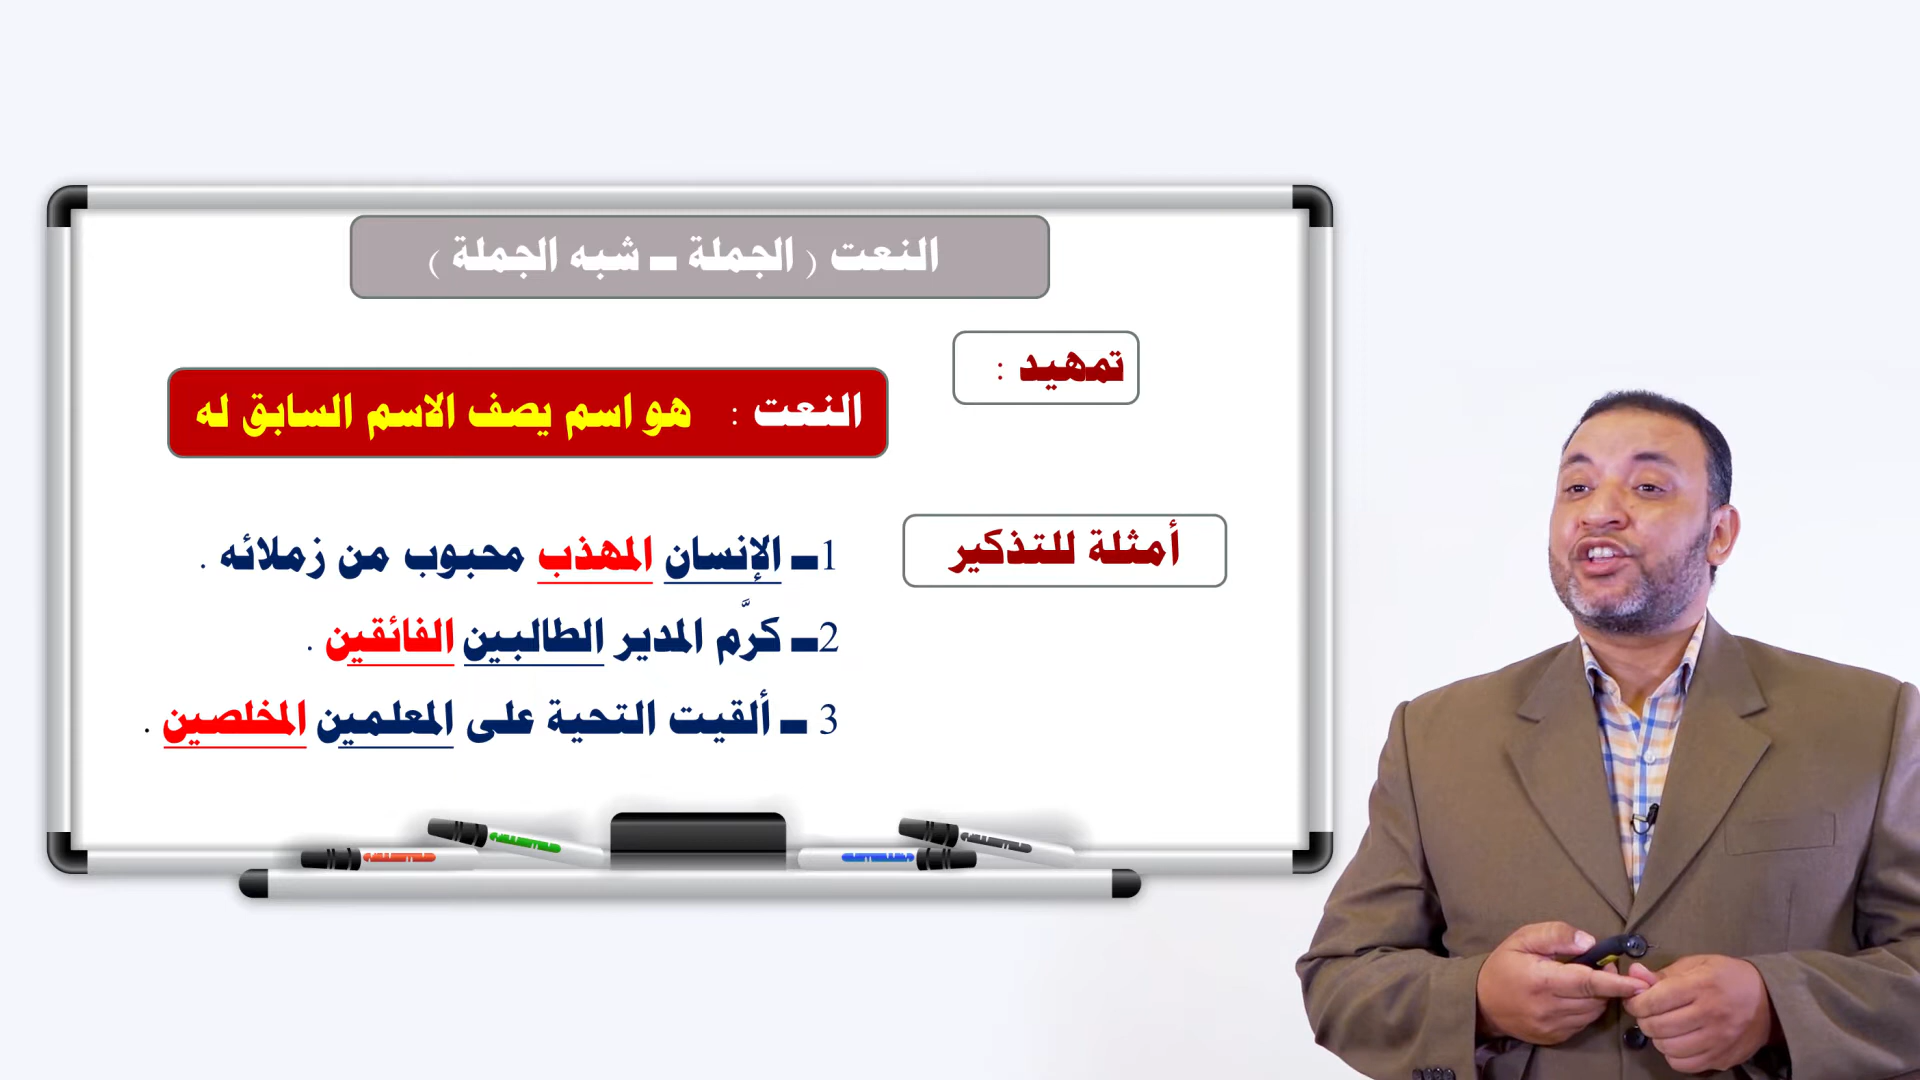 النعت ( الجملة ـ شبه الجملة )
تمهيد :
النعت : هو اسم يصف الاسم السابق له
أمثلة للتذكير
1ـ الإنسان المهذب محبوب من زملائه .
2ـ كرَّم المدير الطالبين الفائقين .
3 ـ ألقيت التحية على المعلمين المخلصين .